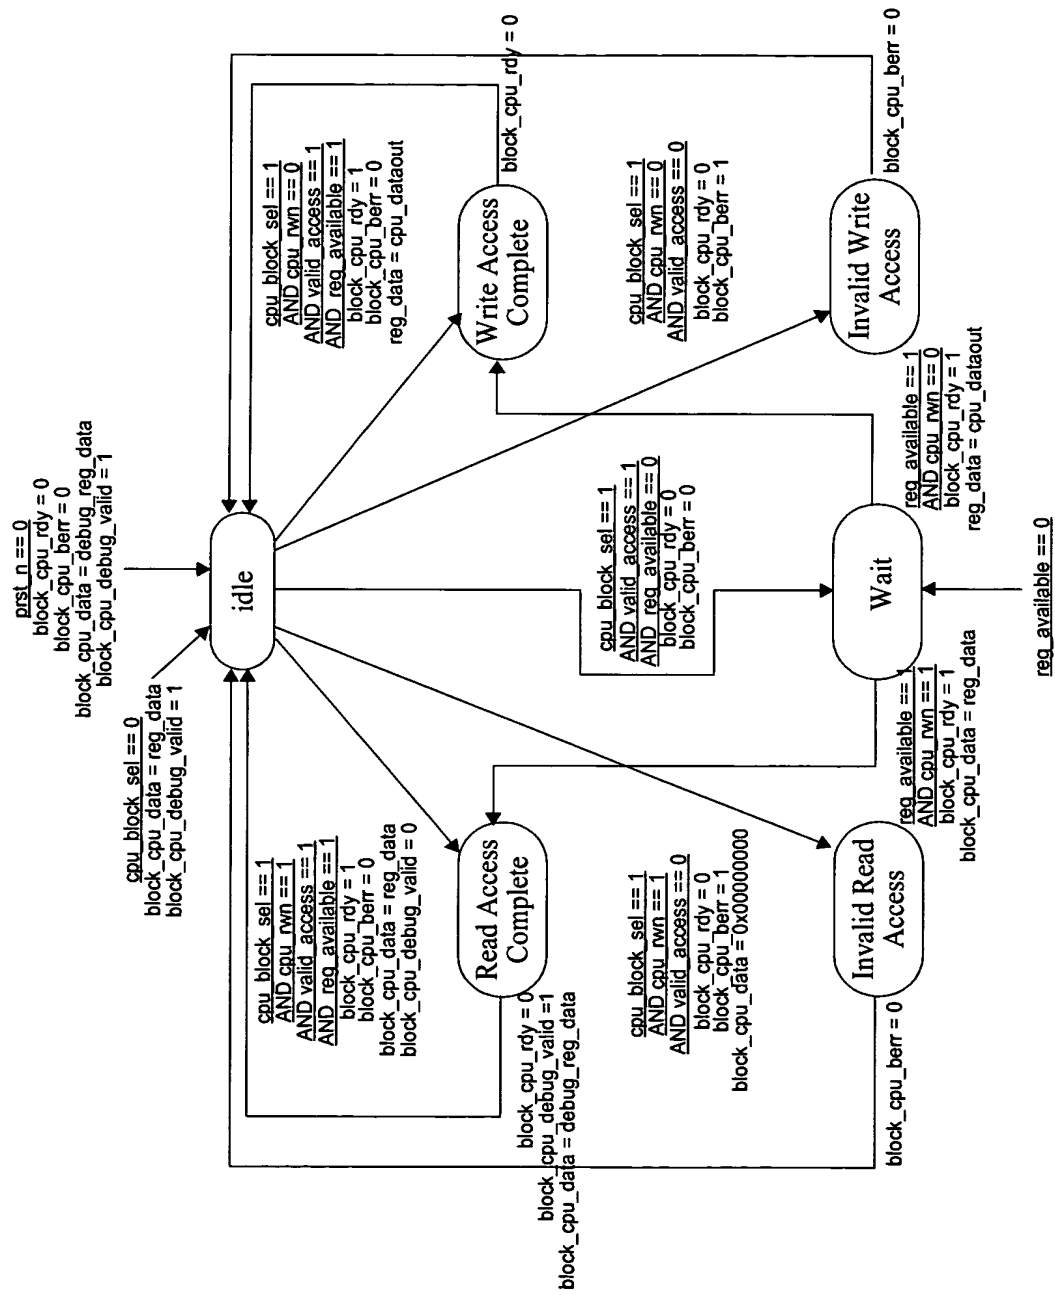 prst_n == 0
block_cpu_rdy = 0
block_cpu_berr = 0
block_cpu_data = debug_reg_data
block_cpu_debug_valid = 1
cpu_block_sel == 0
block_cpu_data = reg_data
block_cpu_debug_valid = 1
idle
cpu_block_sel == 1
AND cpu_rwn == 1
AND valid_access == 1
AND reg_available == 1
block_cpu_rdy = 1
block_cpu_berr = 0
block_cpu_data = reg_data
block_cpu_debug_valid = 0
cpu_block_sel == 1
AND cpu_rwn == 0
AND valid_access == 1
AND reg_available == 1
block_cpu_rdy = 1
block_cpu_berr = 0
reg_data = cpu_dataout
Read Access
Complete
block_cpu_rdy = 0
block_cpu_debug_valid =1
block_cpu_data = debug_reg_data
Write Access
Complete
block_cpu_rdy = 0
cpu_block_sel == 1
AND valid_access == 1
AND reg_available == 0
block_cpu_rdy = 0
block_cpu_berr = 0
cpu_block_sel == 1
AND cpu_rwn == 1
AND valid_access == 0
block_cpu_rdy = 0
block_cpu_berr = 1
block_cpu_data = 0x00000000
cpu_block_sel == 1
AND cpu_rwn == 0
AND valid_access == 0
block_cpu_rdy = 0
block_cpu_berr = 1
Invalid Read
Access
block_cpu_berr = 0
Wait
Invalid Write
Access
block_cpu_berr = 0
reg_available == 1
AND cpu_rwn == 1
block_cpu_rdy = 1
block_cpu_data = reg_data
reg_available == 1
AND cpu_rwn == 0
block_cpu_rdy = 1
reg_data = cpu_dataout
reg_available == 0